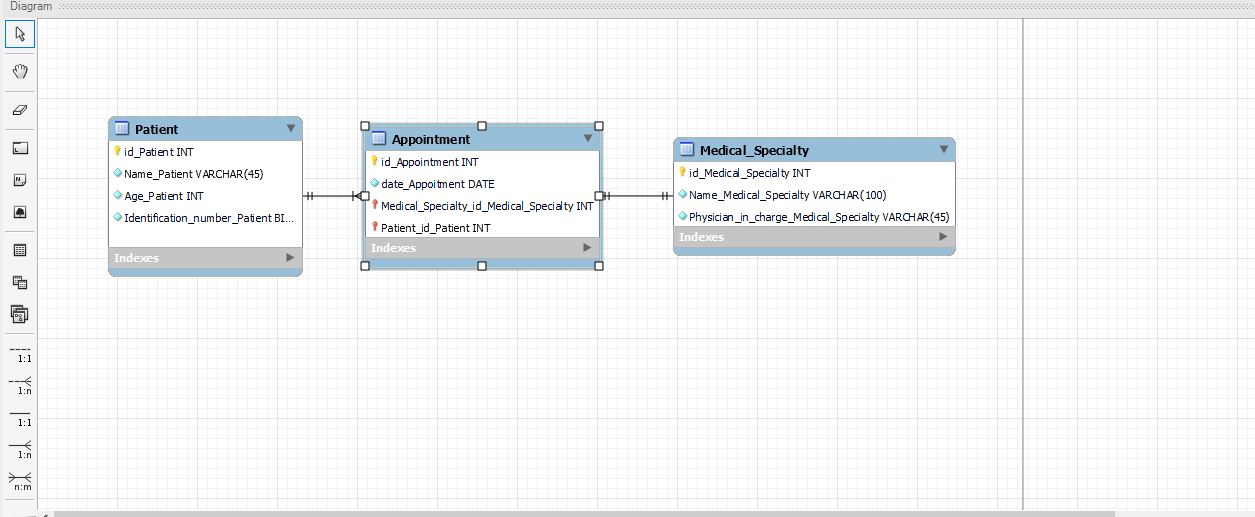 Diagram
Patient
id_Patient INT
Name_Patient VARCHAR(45)
Age_Patient INT
Identification_number_Patient BI...
Indexes
Appointment
id_Appointment INT
date_Appoitment DATE
Medical_Specialty_id_Medical_Specialty INT
Patient_id_Patient INT
Indexes
Medical_Specialty
id_Medical_Specialty INT
Name_Medical_Specialty VARCHAR(100)
Physician_in_charge_Medical_Specialty VARCHAR(45)
Indexes
1:1
1:n
1:1
1:n
n:m